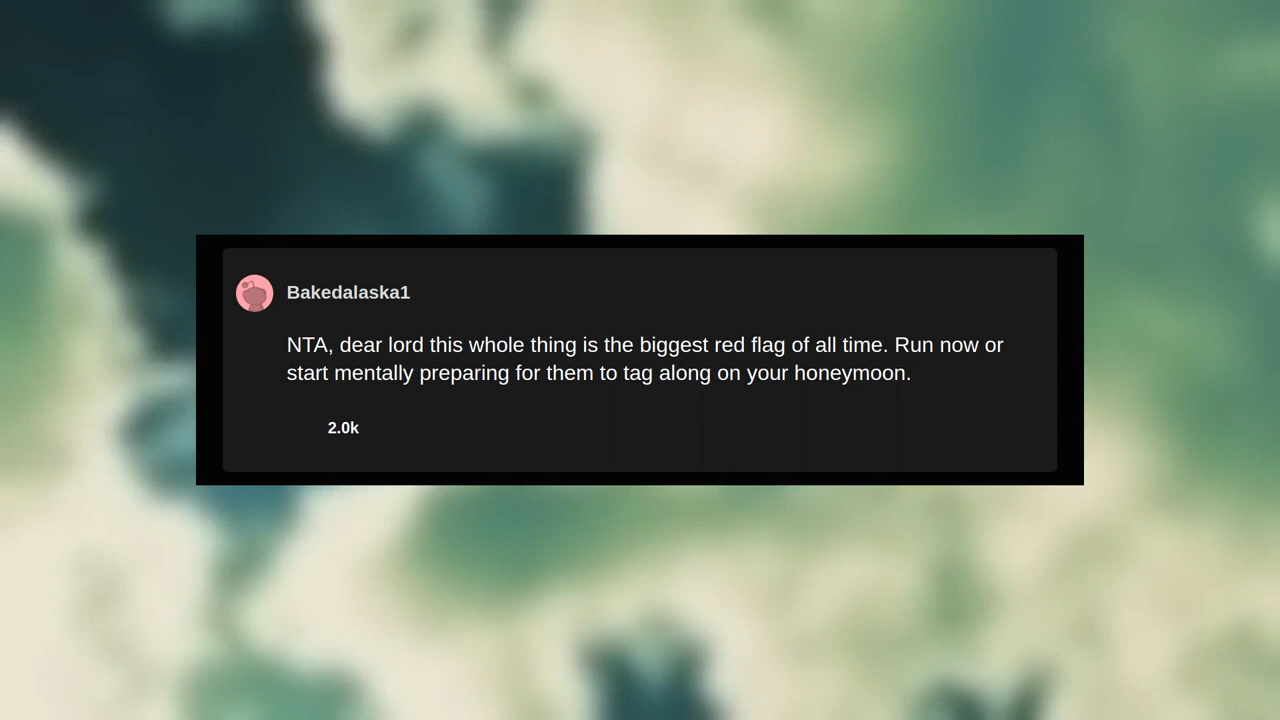 Bakedalaska1
NTA, dear lord this whole thing is the biggest red flag of all time. Run now or
start mentally preparing for them to tag along on your honeymoon.
2.0k